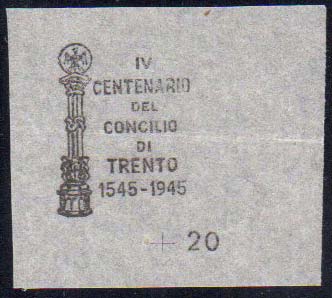 IV
CENTENARIO
DEL
CONCILIO
DI
TRENTO
1545-1945
+ 20